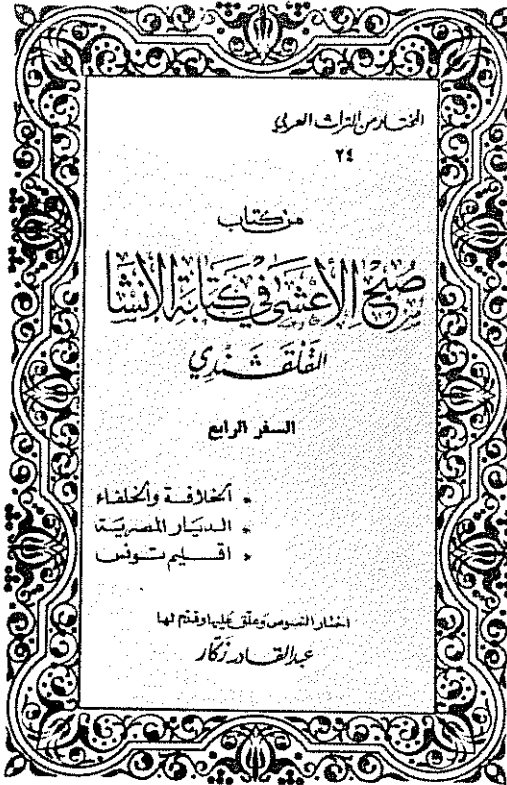 المختار من التراث العربي
٢٤
من كتاب
صبح الأعشى في كتابة الإنشا
القلقشندي
السفر الرابع
* الخلافة والخلفاء
* الديار المصرية
* اقليم تونس
اختار النصوص وعلق عليها وقدم لها
عبد القادر زكار